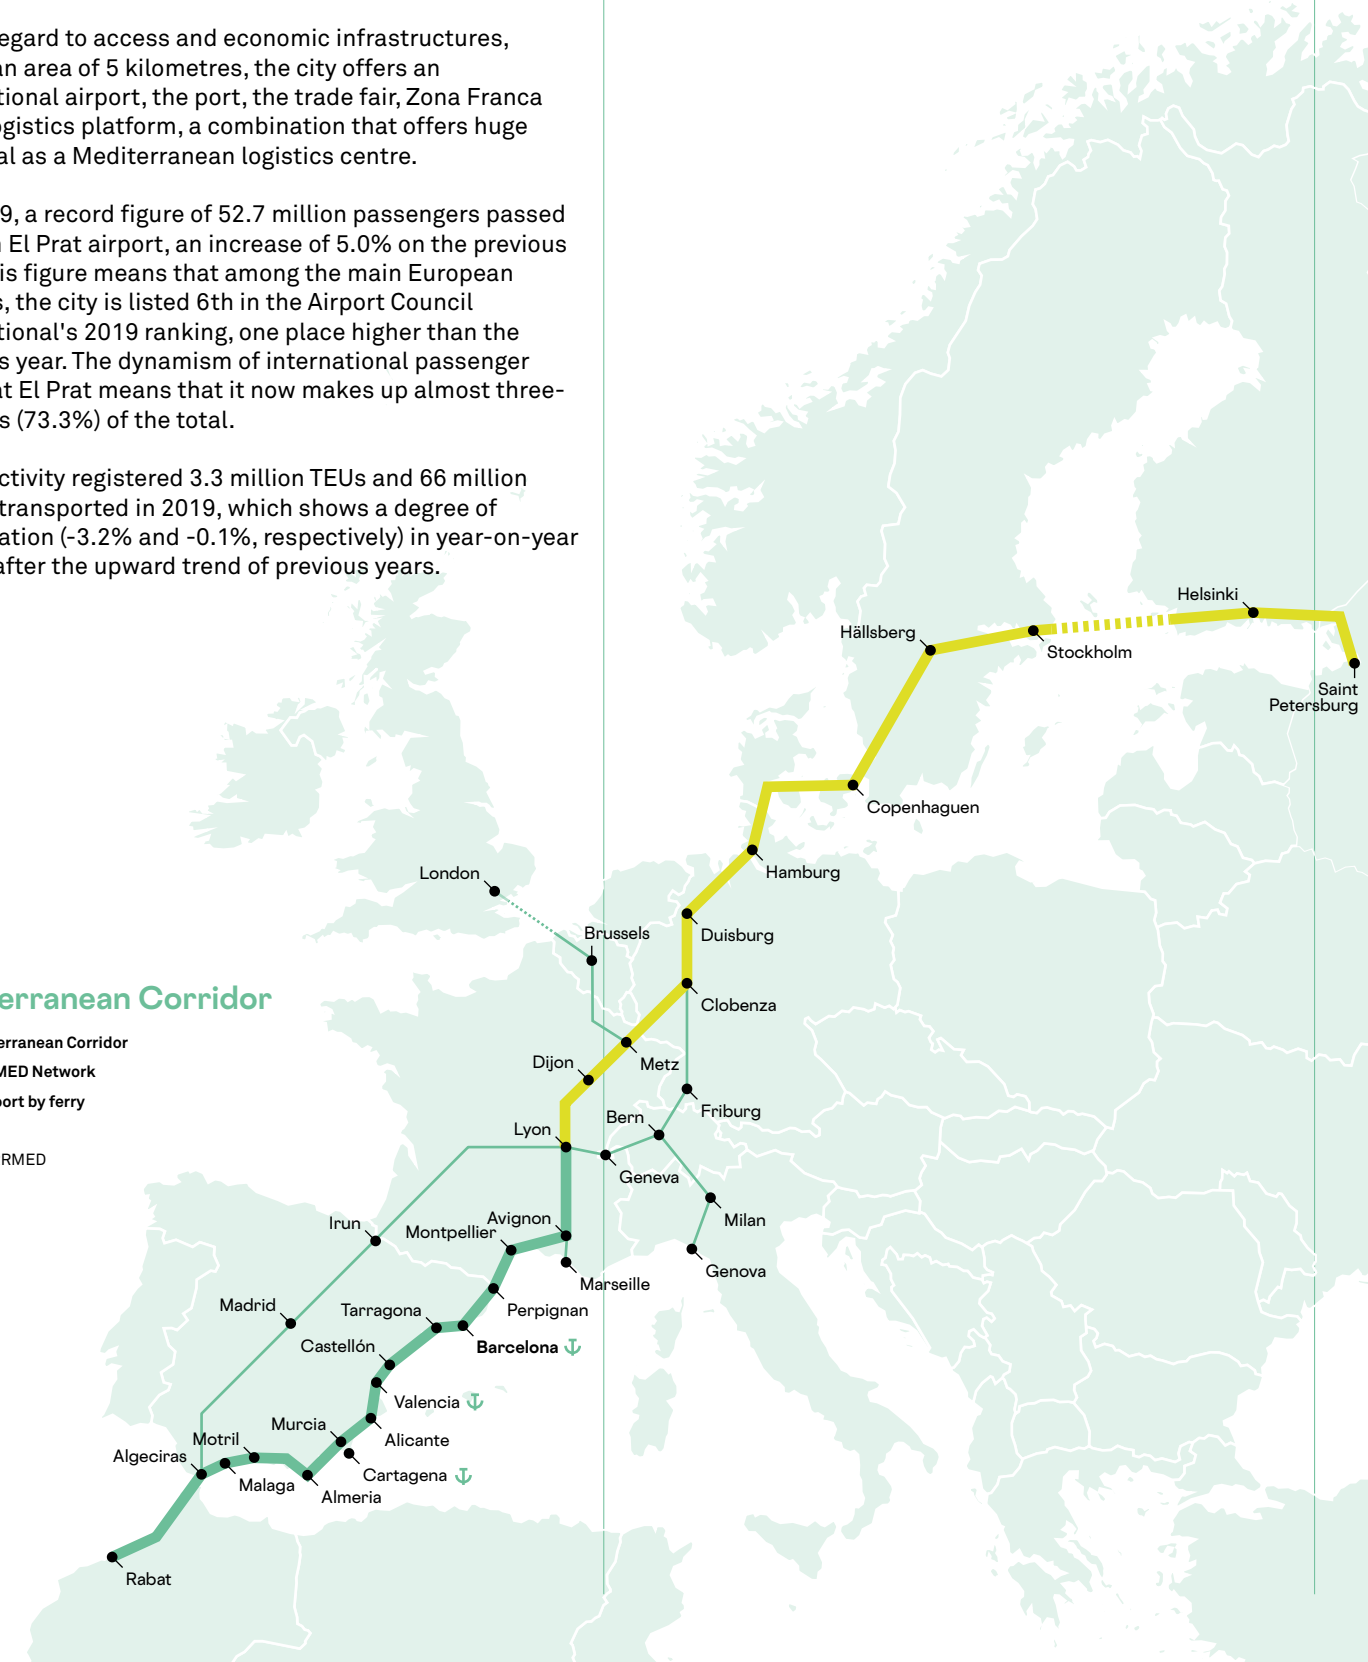 egard to access and economic infrastructures,
an area of 5 kilometres, the city offers an
tional airport, the port, the trade fair, Zona Franca
ogistics platform, a combination that offers huge
al as a Mediterranean logistics centre.
9, a record figure of 52.7 million passengers passed
El Prat airport, an increase of 5.0% on the previous
is figure means that among the main European
s, the city is listed 6th in the Airport Council
tional's 2019 ranking, one place higher than the
s year. The dynamism of international passenger
at El Prat means that it now makes up almost three-
s (73.3%) of the total.
ctivity registered 3.3 million TEUs and 66 million
transported in 2019, which shows a degree of
ation (-3.2% and -0.1%, respectively) in year-on-year
after the upward trend of previous years.
Helsinki
Hällsberg
Stockholm
Saint
Petersburg
Copenhaguen
London
Hamburg
Brussels
Duisburg
erranean Corridor
Clobenza
erranean Corridor
MED Network
ort by ferry
RMED
Dijon
Metz
Friburg
Bern
Lyon
Geneva
Irun
Avignon
Montpellier
Milan
Genova
Marseille
Madrid
Tarragona
Perpignan
Castellón
Barcelona
Valencia
Murcia
Alicante
Motril
Algeciras
Malaga
Cartagena
Almeria
Rabat